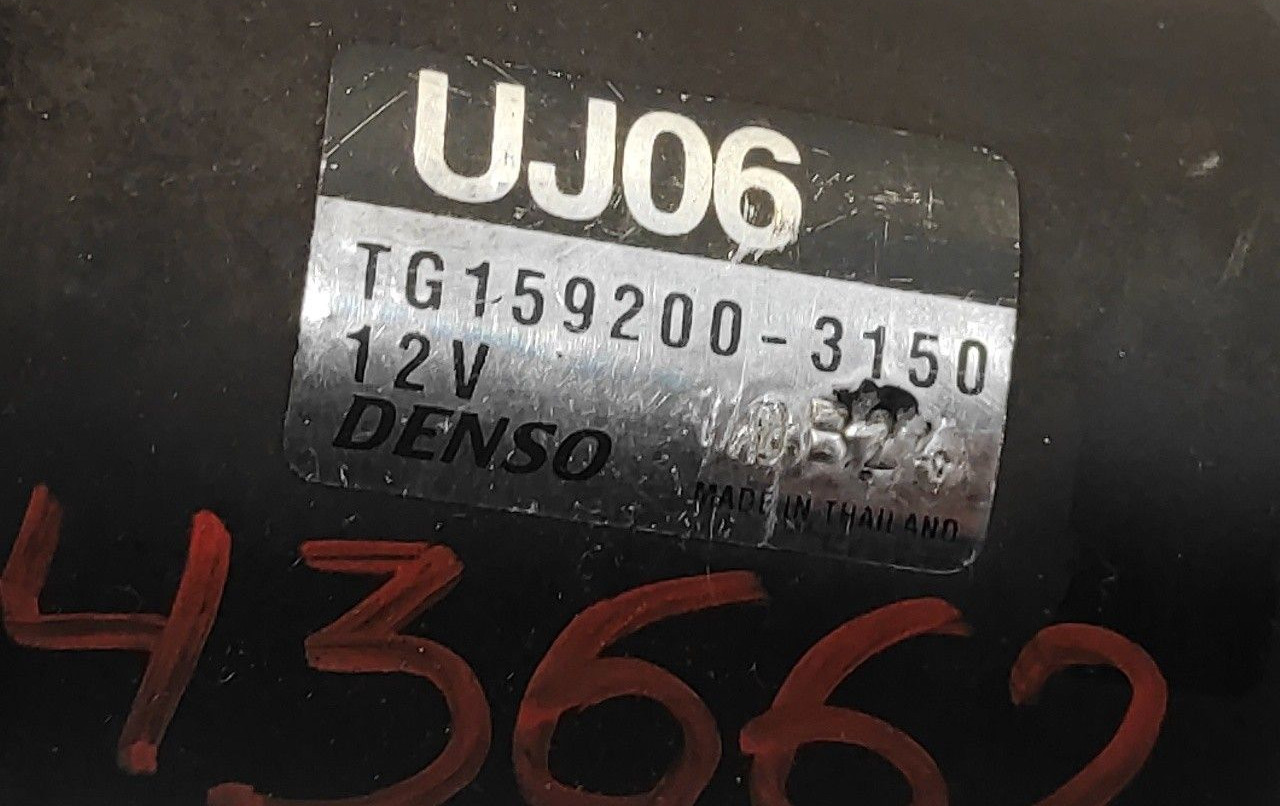 UJ06
TG159200-3150
12V
DENSO
MADE IN THAILAND
43662